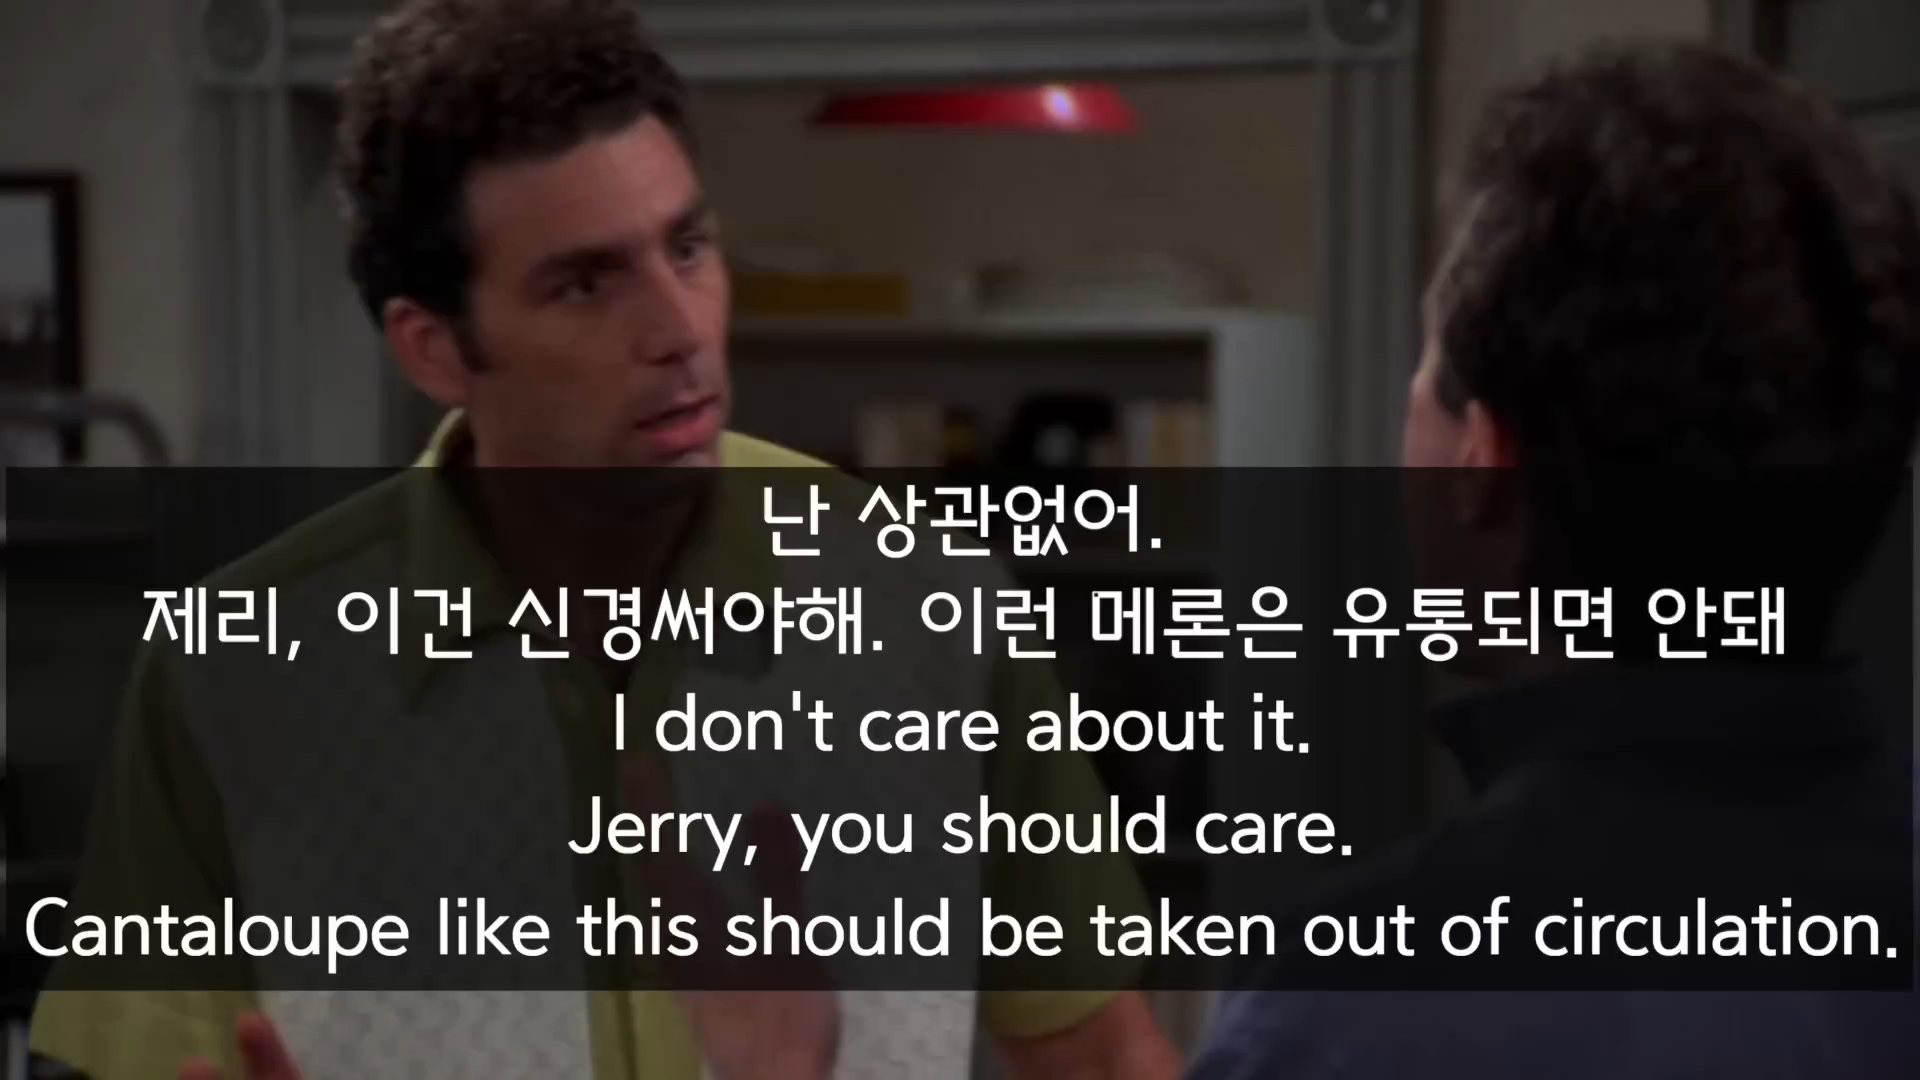 난 상관없어.
제리, 이건 신경써야해. 이런 메론은 유통되면 안돼
I don't care about it.
Jerry, you should care.
Cantaloupe like this should be taken out of circulation.